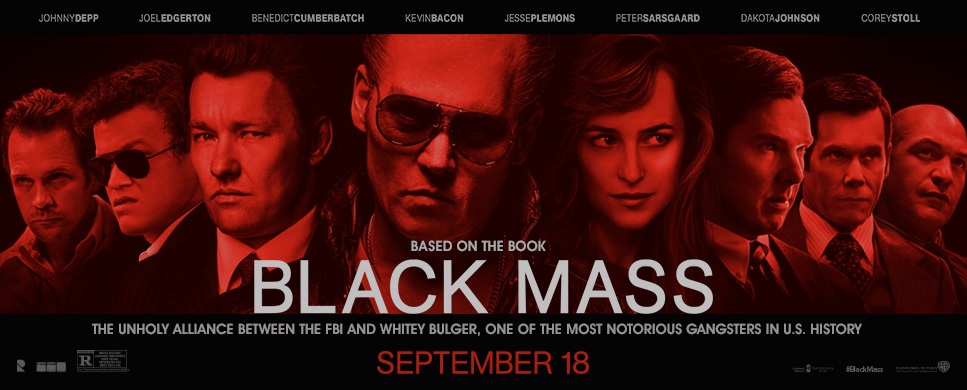 JOHNNYDEPP JOELEDGERTON BENEDICTCUMBERBATCH KEVINBACON JESSEPLEMONS PETERSARSGAARD DAKOTAJOHNSON COREYSTOLL
BASED ON THE BOOK
BLACK MASS
THE UNHOLY ALLIANCE BETWEEN THE FBI AND WHITEY BULGER, ONE OF THE MOST NOTORIOUS GANGSTERS IN U.S. HISTORY
SEPTEMBER 18
R
#BlackMass